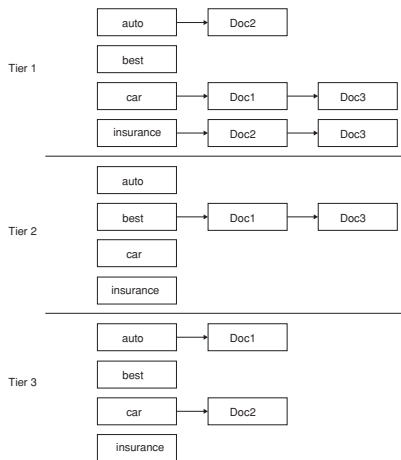 auto Doc2
Tier 1
best
car Doc1 Doc3
insurance Doc2 Doc3
auto
Tier 2
best Doc1 Doc3
car
insurance
auto Doc1
best
Tier 3
car Doc2
insurance